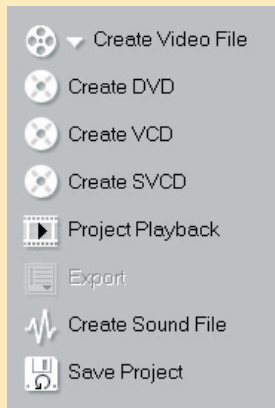 Create Video File
Create DVD
Create VCD
Create SVCD
Project Playback
Export
Create Sound File
Save Project